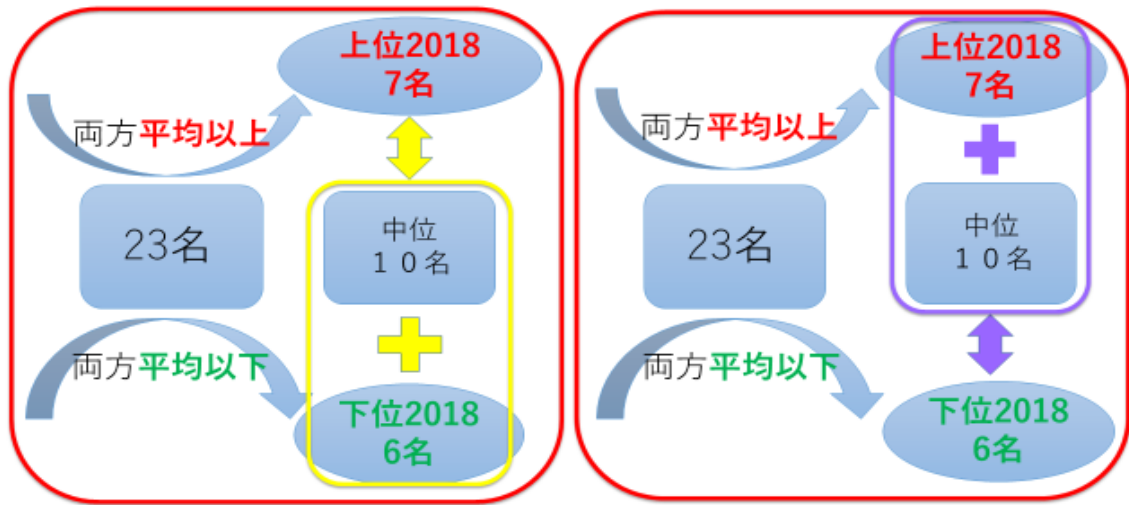 上位2018
7名
両方平均以上
23名
中位
１０名
両方平均以下
下位2018
6名
上位2018
7名
両方平均以上
23名
中位
１０名
両方平均以下
下位2018
6名